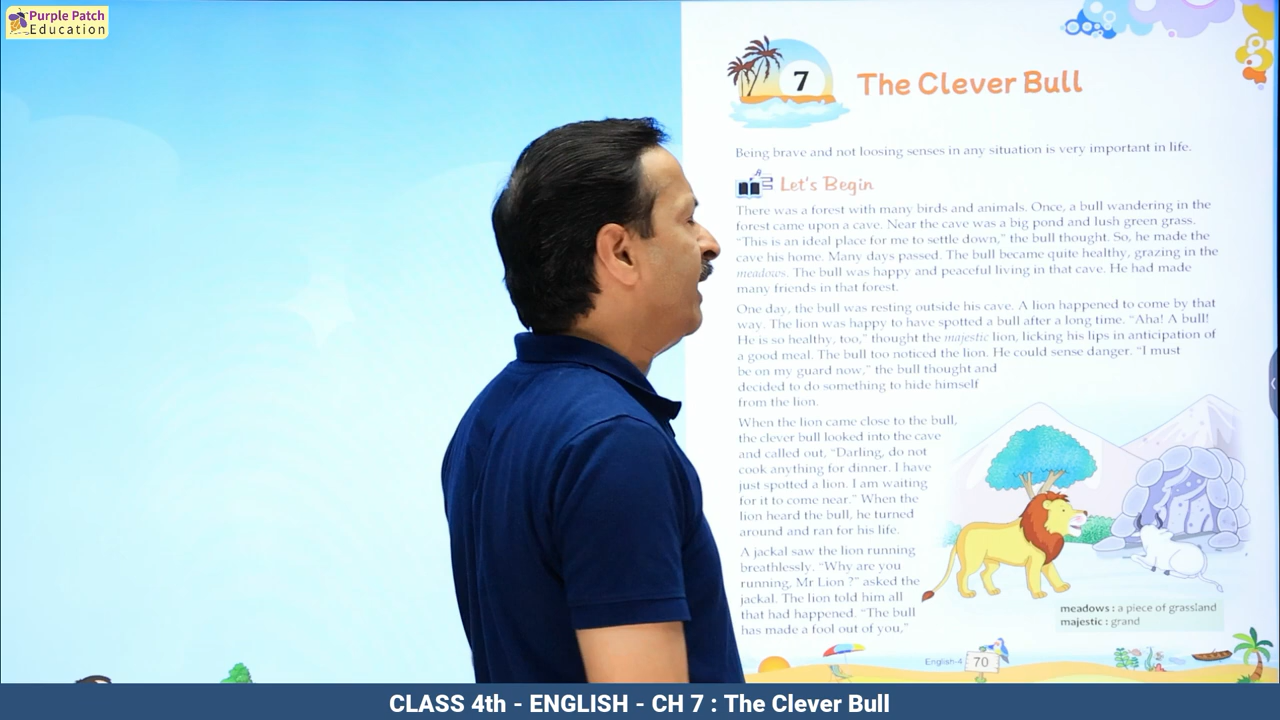 Purple Patch
Education
7
The Clever Bull
Being brave and not loosing senses in any situation is very important in life.
Let's Begin
There was a forest with many birds and animals. Once, a bull wandering in the
forest came upon a cave. Near the cave was a big pond and lush green grass.
"This is an ideal place for me to settle down," the bull thought. So, he made the
cave his home. Many days passed. The bull became quite healthy, grazing in the
meadows. The bull was happy and peaceful living in that cave. He had made
many friends in that forest.
One day, the bull was resting outside his cave. A lion happened to come by that
way. The lion was happy to have spotted a bull after a long time. "Aha! A bull!
He is so healthy, too," thought the majestic lion, licking his lips in anticipation of
a good meal. The bull too noticed the lion. He could sense danger. "I must
be on my guard now," the bull thought and
decided to do something to hide himself
from the lion.
When the lion came close to the bull,
the clever bull looked into the cave
and called out, "Darling, do not
cook anything for dinner. I have
just spotted a lion. I am waiting
for it to come near." When the
lion heard the bull, he turned
around and ran for his life.
A jackal saw the lion running
breathlessly. "Why are you
running, Mr Lion ?" asked the
jackal. The lion told him all
that had happened. "The bull
has made a fool out of you,"
meadows : a piece of grassland
majestic : grand
English-4 70
CLASS 4th - ENGLISH - CH 7 : The Clever Bull